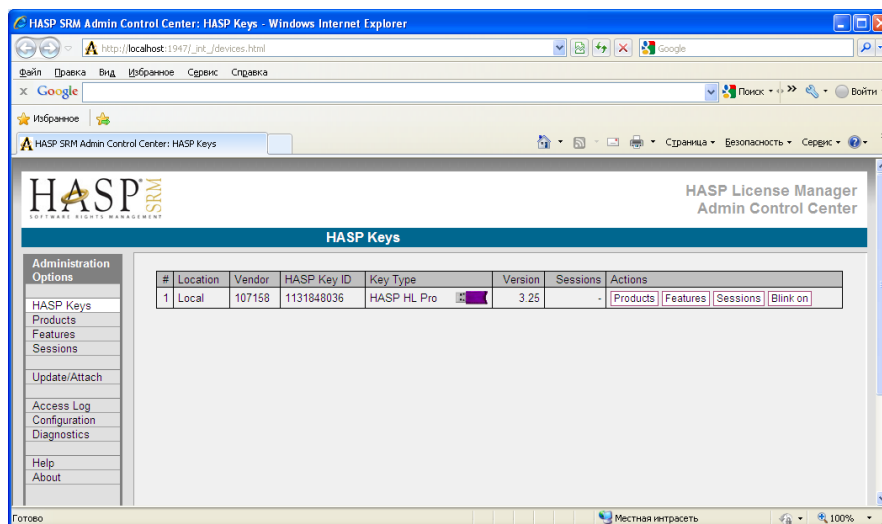 HASP SRM Admin Control Center: HASP Keys - Windows Internet Explorer
http://localhost:1947/_int_/devices.html
Google
Файл Правка Вид Избранное Сервис Справка
x Google Поиск Войти
Избранное
HASP SRM Admin Control Center: HASP Keys
Страница Безопасность Сервис
HASP SRM
SOFTWARE RIGHTS MANAGEMENT
HASP License Manager
Admin Control Center
HASP Keys
Administration
Options
HASP Keys
Products
Features
Sessions
Update/Attach
Access Log
Configuration
Diagnostics
Help
About
# Location Vendor HASP Key ID Key Type Version Sessions Actions
1 Local 107158 1131848036 HASP HL Pro 3.25 - Products Features Sessions Blink on
Готово Местная интрасеть 100%